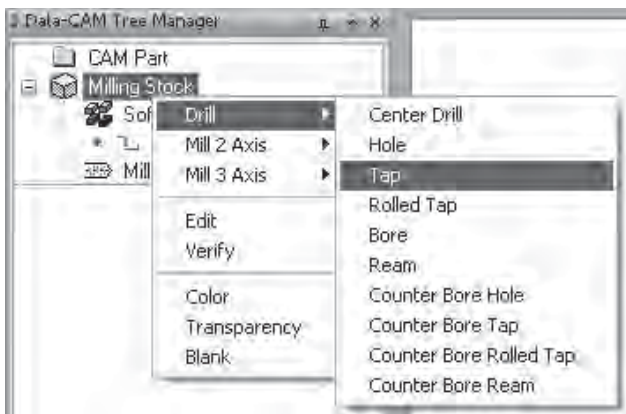 Data-CAM Tree Manager
CAM Part
Milling Stock
Sof
Mill
Drill
Mill 2 Axis
Mill 3 Axis
Edit
Verify
Color
Transparency
Blank
Center Drill
Hole
Tap
Rolled Tap
Bore
Ream
Counter Bore Hole
Counter Bore Tap
Counter Bore Rolled Tap
Counter Bore Ream